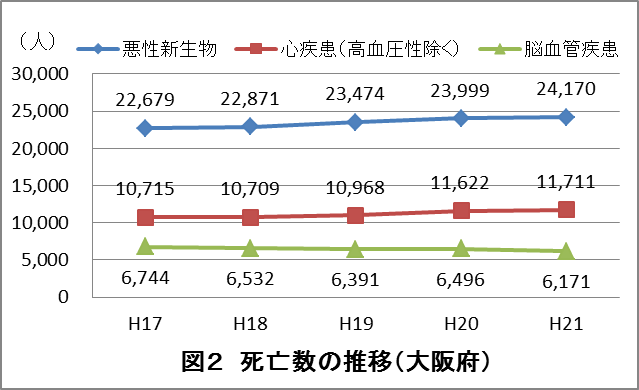 （人）
悪性新生物 心疾患（高血圧性除く） 脳血管疾患
30,000
25,000
20,000
15,000
10,000
5,000
0
22,679 22,871 23,474 23,999 24,170
10,715 10,709 10,968 11,622 11,711
6,744 6,532 6,391 6,496 6,171
H17 H18 H19 H20 H21
図２ 死亡数の推移（大阪府）